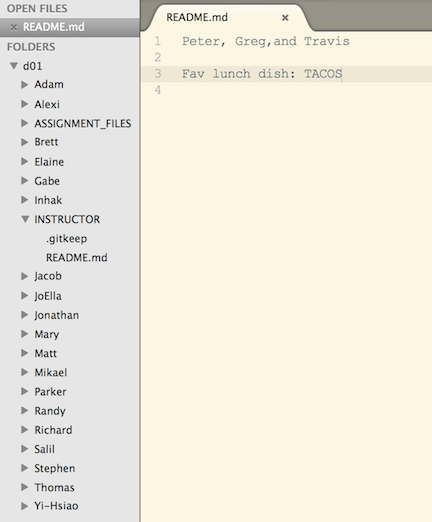 OPEN FILES
README.md
FOLDERS
d01
Adam
Alexi
ASSIGNMENT_FILES
Brett
Elaine
Gabe
Inhak
INSTRUCTOR
.gitkeep
README.md
Jacob
JoElla
Jonathan
Mary
Matt
Mikael
Parker
Randy
Richard
Salil
Stephen
Thomas
Yi-Hsiao
README.md
1 Peter, Greg,and Travis
2
3 Fav lunch dish: TACOS
4